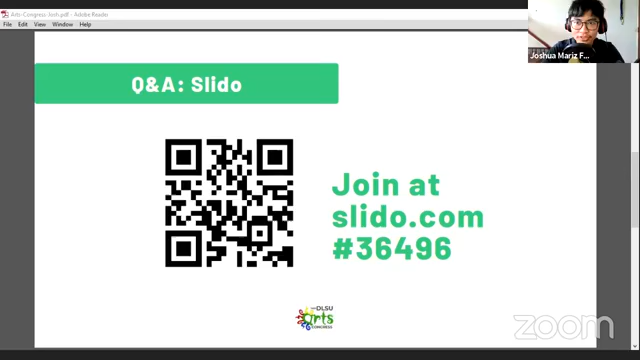 Arts-Congress-Josh.pdf - Adobe Reader
File Edit View Window Help
Joshua Mariz F...
Q&A: Slido
Join at
slido.com
#36496
DLSU
arts
CONGRESS
zoom